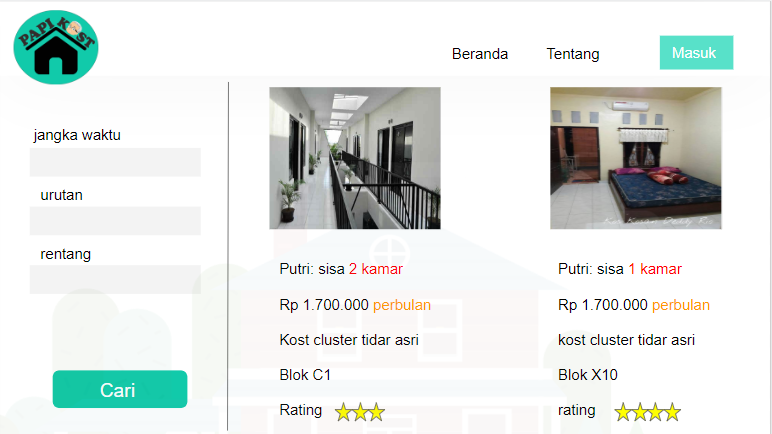 PAPI KOST
Beranda
Tentang
Masuk
jangka waktu
urutan
rentang
Cari
Putri: sisa 2 kamar
Rp 1.700.000 perbulan
Kost cluster tidar asri
Blok C1
Rating
Putri: sisa 1 kamar
Rp 1.700.000 perbulan
kost cluster tidar asri
Blok X10
rating